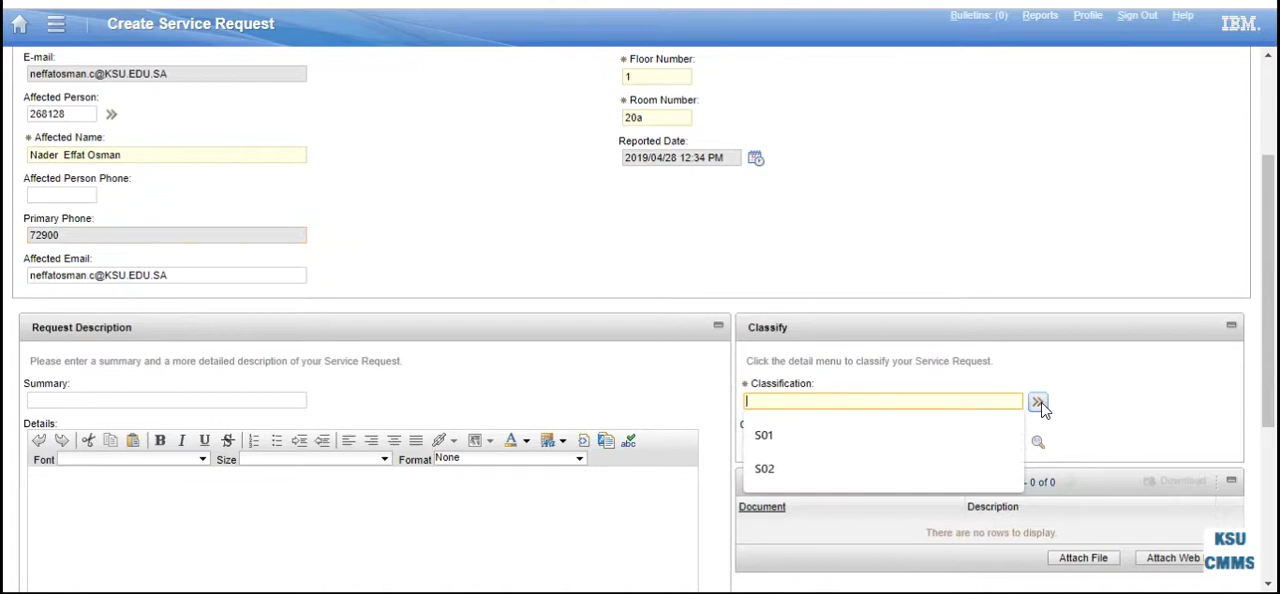 Create Service Request
Bulletins: (0) Reports Profile Sign Out Help IBM.
E-mail:
neffatosman.c@KSU.EDU.SA
Affected Person:
268128
* Affected Name:
Nader Effat Osman
Affected Person Phone:
Primary Phone:
72900
Affected Email:
neffatosman.c@KSU.EDU.SA
* Floor Number:
1
* Room Number:
20a
Reported Date:
2019/04/28 12:34 PM
Request Description
Please enter a summary and a more detailed description of your Service Request.
Summary:
Details:
B I U S A abc
Font Size Format None
Classify
Click the detail menu to classify your Service Request.
* Classification:
S01
S02
- 0 of 0 Download
Document Description
There are no rows to display.
Attach File Attach Web
KSU
CMMS